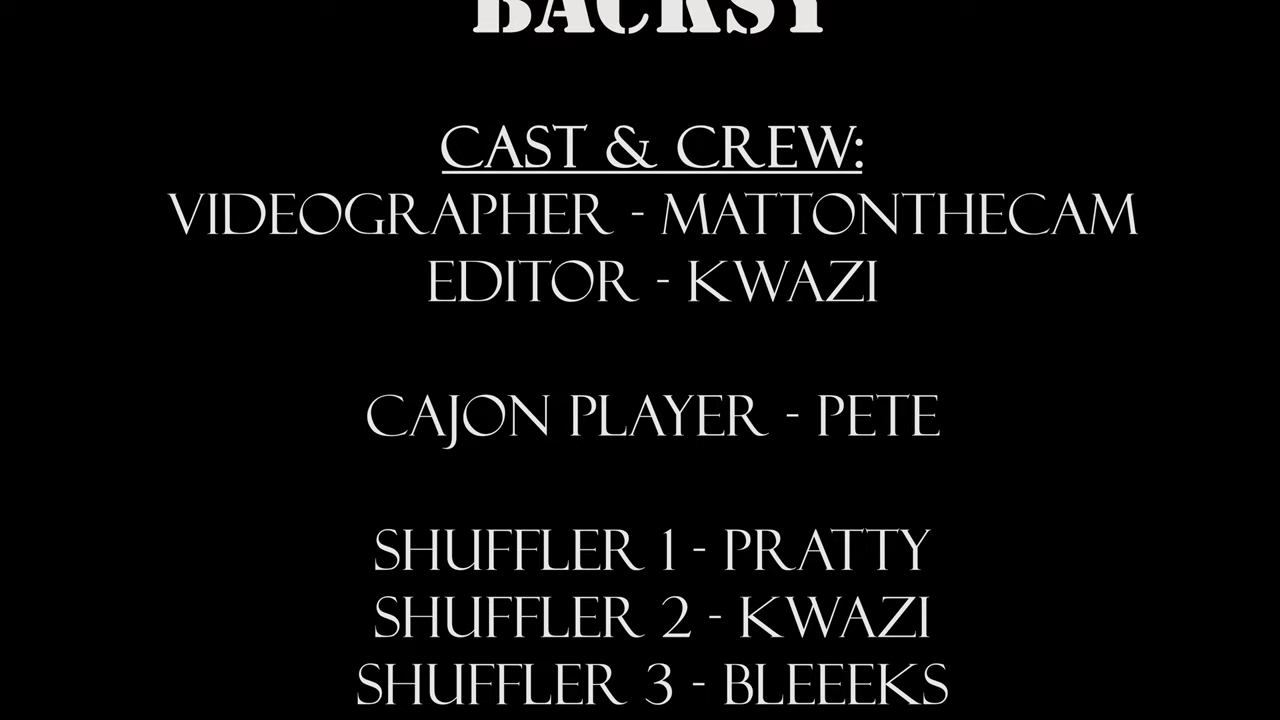 BACKSY
CAST & CREW:
VIDEOGRAPHER - MATTONTHECAM
EDITOR - KWAZI
CAJON PLAYER - PETE
SHUFFLER 1 - PRATTY
SHUFFLER 2 - KWAZI
SHUFFLER 3 - BLEEEKS